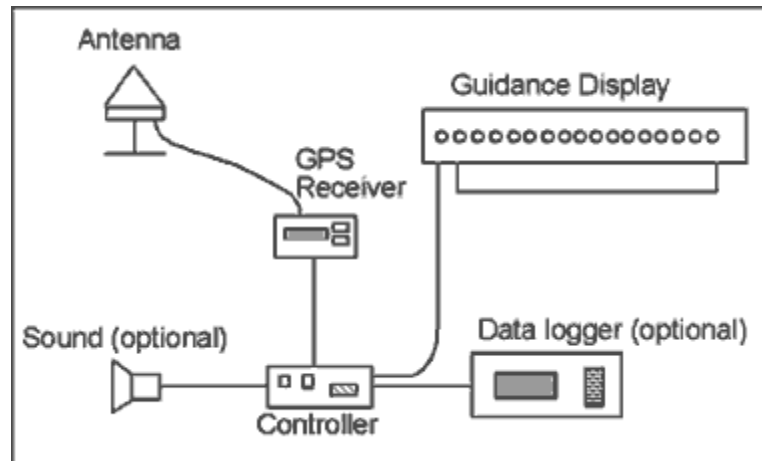 Antenna
Guidance Display
GPS
Receiver
Sound (optional)
Data logger (optional)
Controller